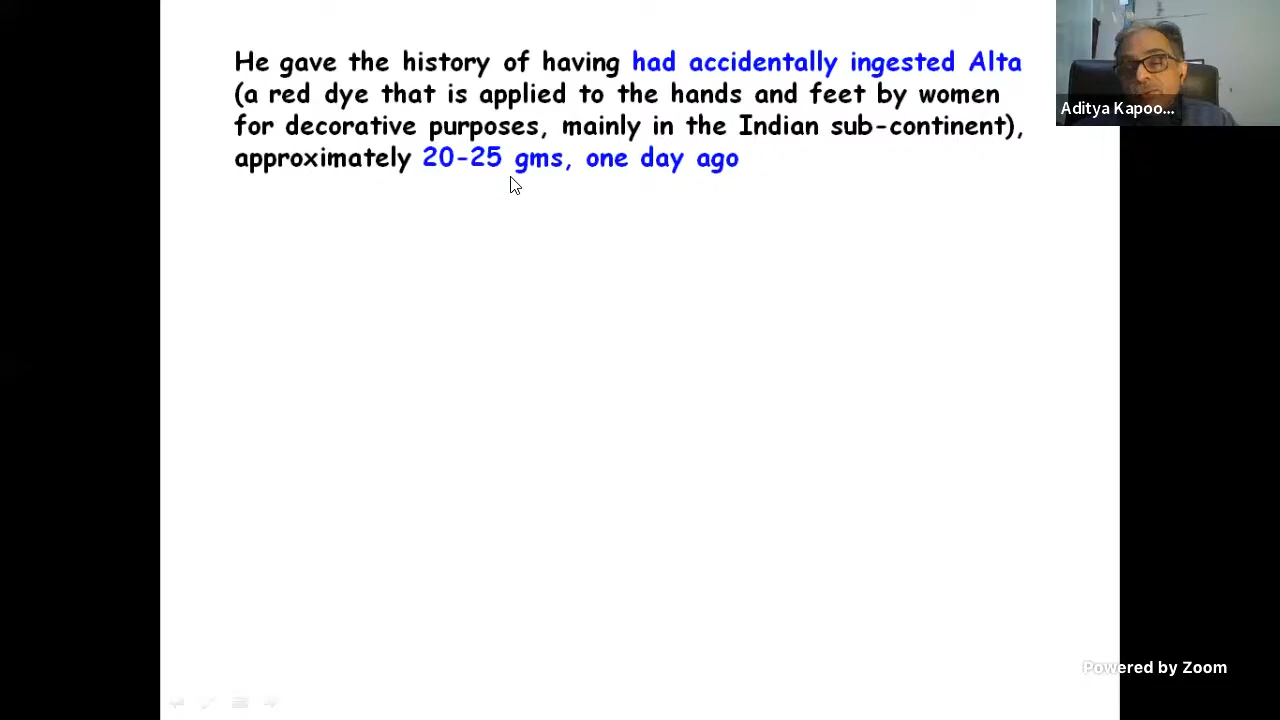 He gave the history of having had accidentally ingested Alta
(a red dye that is applied to the hands and feet by women
for decorative purposes, mainly in the Indian sub-continent),
approximately 20-25 gms, one day ago
Aditya Kapoo...
Powered by Zoom